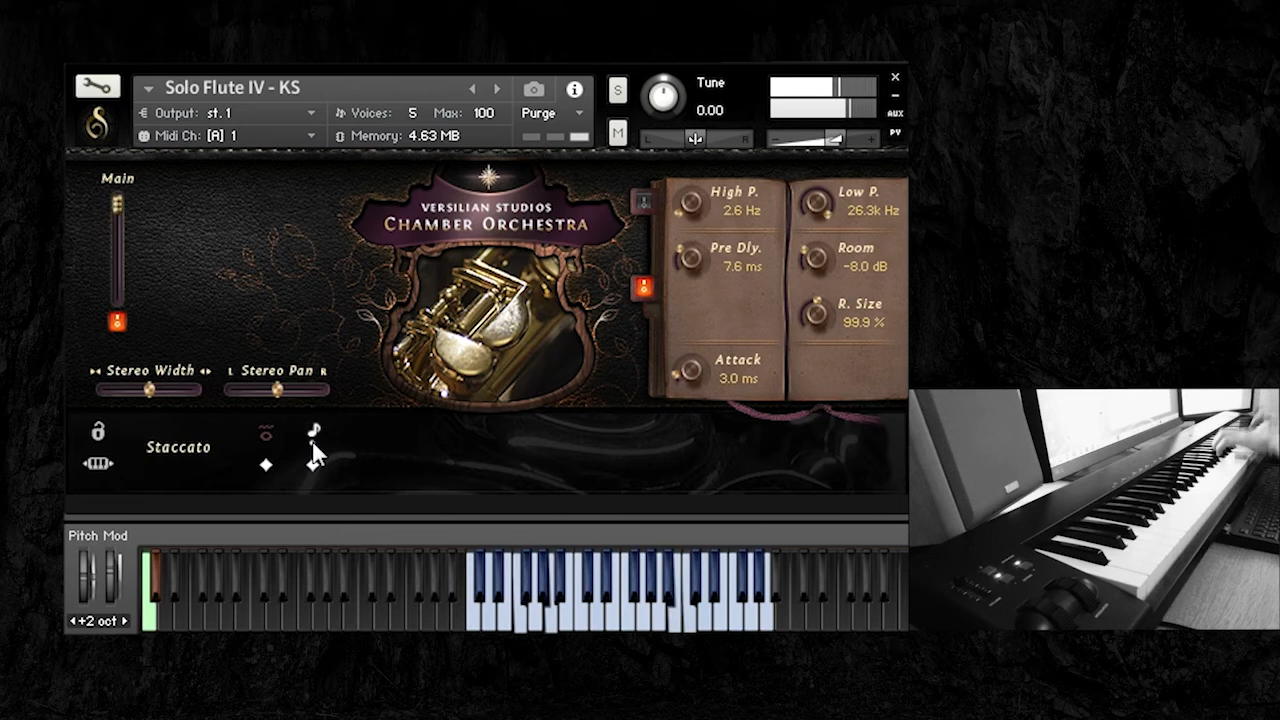 Solo Flute IV - KS
Output: st. 1
Voices: 5 Max: 100
Purge
Midi Ch: [A] 1
Memory: 4.63 MB
S
M
Tune
0.00
L R
- +
AUX
PV
Main
VERSILIAN STUDIOS
CHAMBER ORCHESTRA
High P.
2.6 Hz
Low P.
26.3k Hz
Pre Dly.
7.6 ms
Room
-8.0 dB
R. Size
99.9 %
Attack
3.0 ms
Stereo Width
L Stereo Pan R
Staccato
Pitch Mod
+2 oct